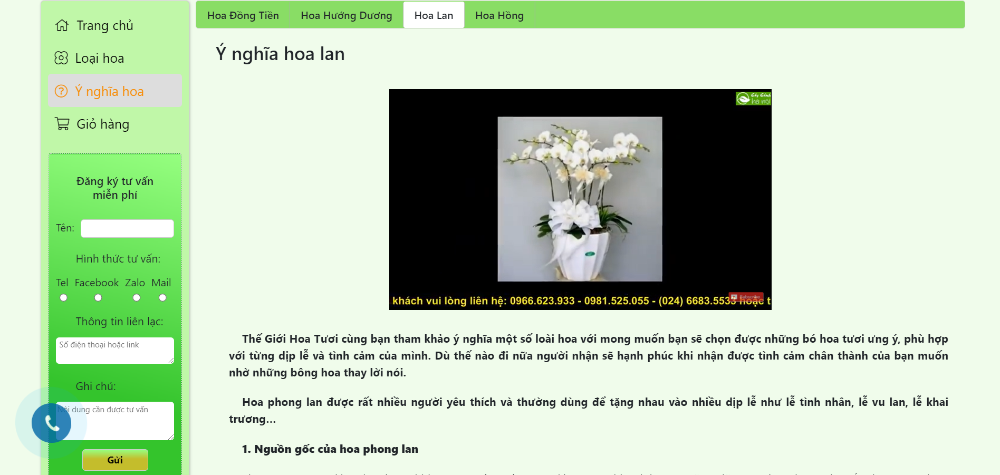 Trang chủ
Loại hoa
Ý nghĩa hoa
Giỏ hàng
Đăng ký tư vấn
miễn phí
Tên:
Hình thức tư vấn:
Tel Facebook Zalo Mail
Thông tin liên lạc:
Số điện thoại hoặc link
Ghi chú:
Nội dung cần được tư vấn
Gửi
Hoa Đồng Tiền Hoa Hướng Dương Hoa Lan Hoa Hồng
Ý nghĩa hoa lan
Cây Cảnh
hà nội
khách vui lòng liên hệ: 0966.623.933 - 0981.525.055 - (024) 6683.5533 hoặc t
Subscribe
Thế Giới Hoa Tươi cùng bạn tham khảo ý nghĩa một số loài hoa với mong muốn bạn sẽ chọn được những bó hoa tươi ưng ý, phù hợp
với từng dịp lễ và tình cảm của mình. Dù thế nào đi nữa người nhận sẽ hạnh phúc khi nhận được tình cảm chân thành của bạn muốn
nhờ những bông hoa thay lời nói.
Hoa phong lan được rất nhiều người yêu thích và thường dùng để tặng nhau vào nhiều dịp lễ như lễ tình nhân, lễ vu lan, lễ khai
trương...
1. Nguồn gốc của hoa phong lan